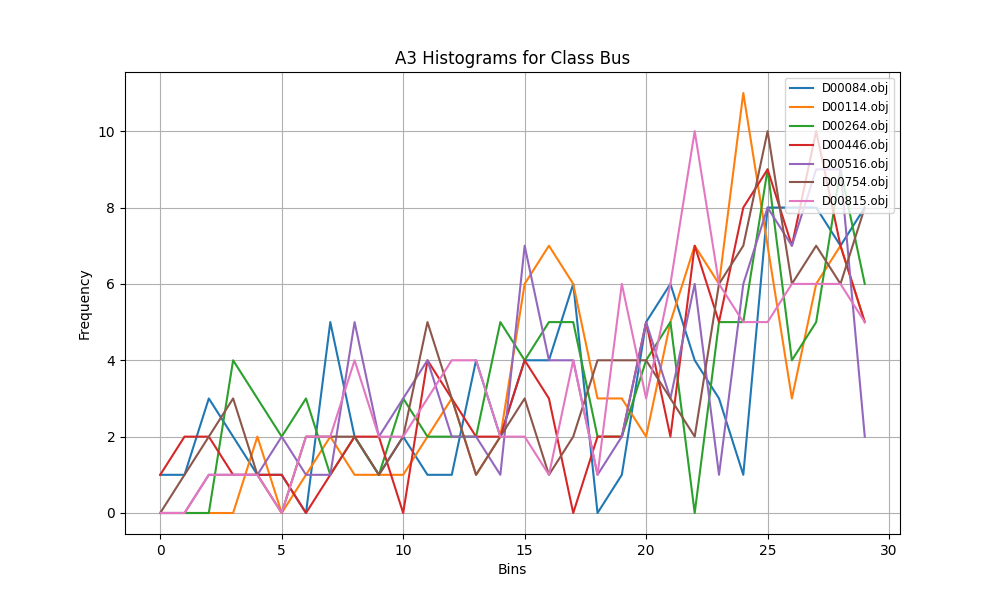 A3 Histograms for Class Bus
D00084.obj
D00114.obj
D00264.obj
D00446.obj
D00516.obj
D00754.obj
D00815.obj
Frequency
10
8
6
4
2
0
0 5 10 15 20 25 30
Bins